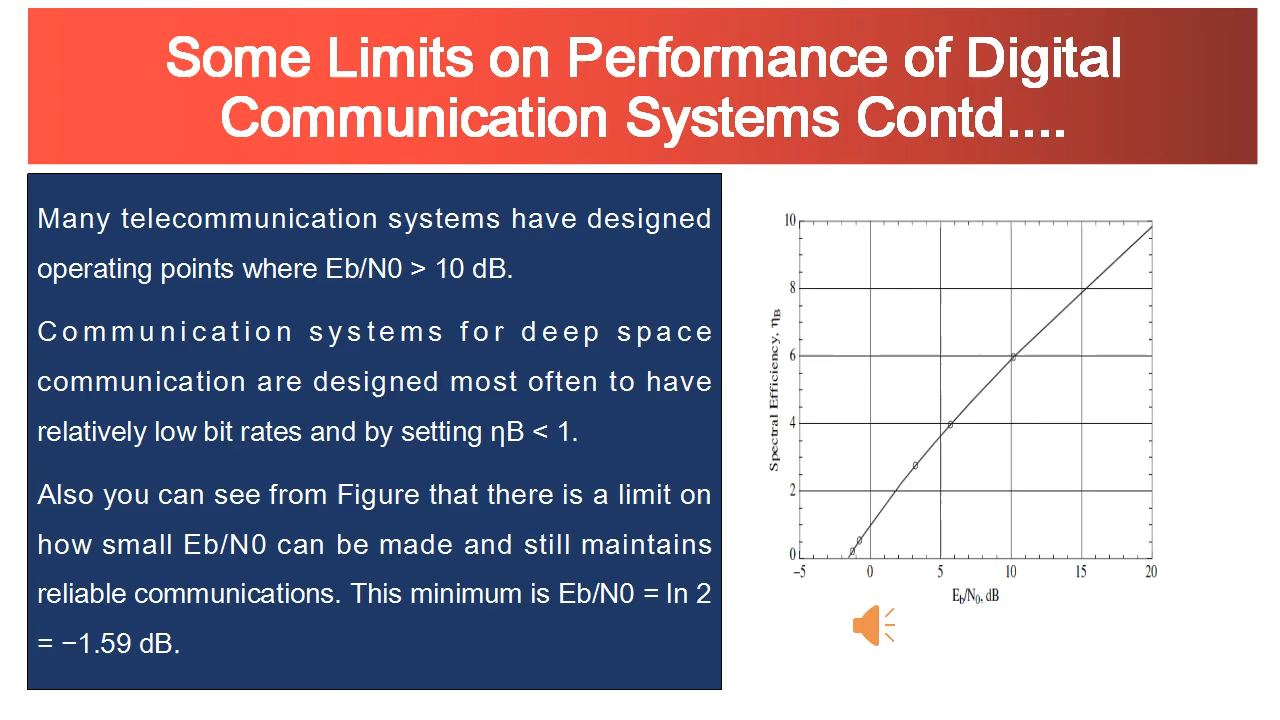 Some Limits on Performance of Digital
Communication Systems Contd....
Many telecommunication systems have designed
operating points where Eb/N0 > 10 dB.
Communication systems for deep space
communication are designed most often to have
relatively low bit rates and by setting ηB < 1.
Also you can see from Figure that there is a limit on
how small Eb/N0 can be made and still maintains
reliable communications. This minimum is Eb/N0 = ln 2
= −1.59 dB.
Spectral Efficiency, ηB
10
8
6
4
2
0
−5 0 5 10 15 20
Eb/N0, dB